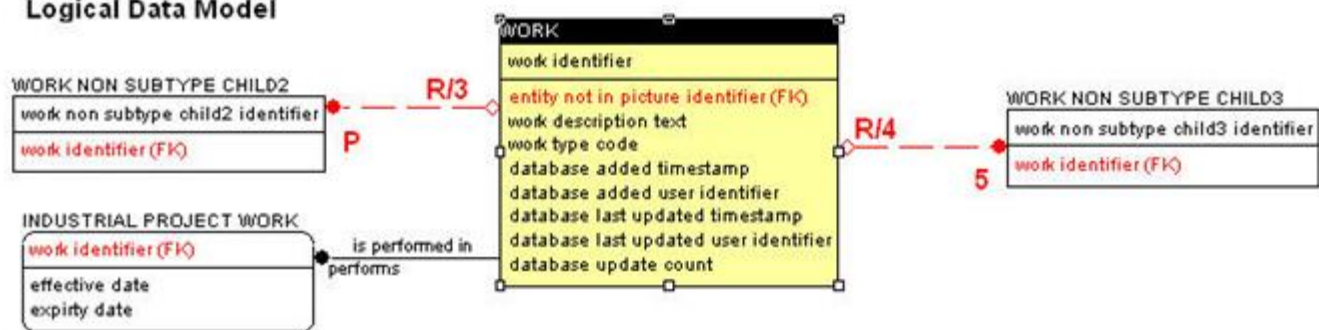 Logical Data Model
WORK
work identifier
entity not in picture identifier (FK)
work description text
work type code
database added timestamp
database added user identifier
database last updated timestamp
database last updated user identifier
database update count
WORK NON SUBTYPE CHILD2
work non subtype child2 identifier
work identifier (FK)
R/3
P
INDUSTRIAL PROJECT WORK
work identifier (FK)
effective date
expirty date
is performed in
performs
R/4
5
WORK NON SUBTYPE CHILD3
work non subtype child3 identifier
work identifier (FK)